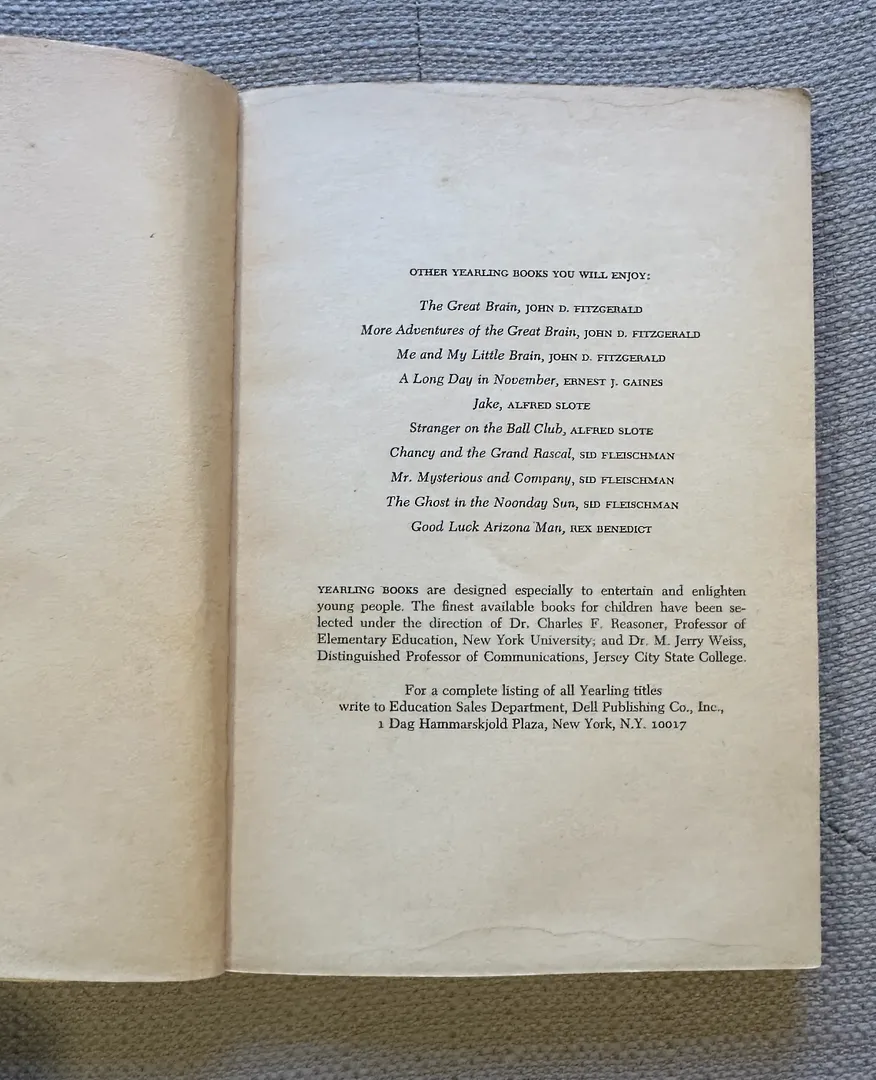 OTHER YEARLING BOOKS YOU WILL ENJOY:
The Great Brain, JOHN D. FITZGERALD
More Adventures of the Great Brain, JOHN D. FITZGERALD
Me and My Little Brain, JOHN D. FITZGERALD
A Long Day in November, ERNEST J. GAINES
Jake, ALFRED SLOTE
Stranger on the Ball Club, ALFRED SLOTE
Chancy and the Grand Rascal, SID FLEISCHMAN
Mr. Mysterious and Company, SID FLEISCHMAN
The Ghost in the Noonday Sun, SID FLEISCHMAN
Good Luck Arizona Man, REX BENEDICT
YEARLING BOOKS are designed especially to entertain and enlighten
young people. The finest available books for children have been se-
lected under the direction of Dr. Charles F. Reasoner, Professor of
Elementary Education, New York University; and Dr. M. Jerry Weiss,
Distinguished Professor of Communications, Jersey City State College.
For a complete listing of all Yearling titles
write to Education Sales Department, Dell Publishing Co., Inc.,
1 Dag Hammarskjold Plaza, New York, N.Y. 10017